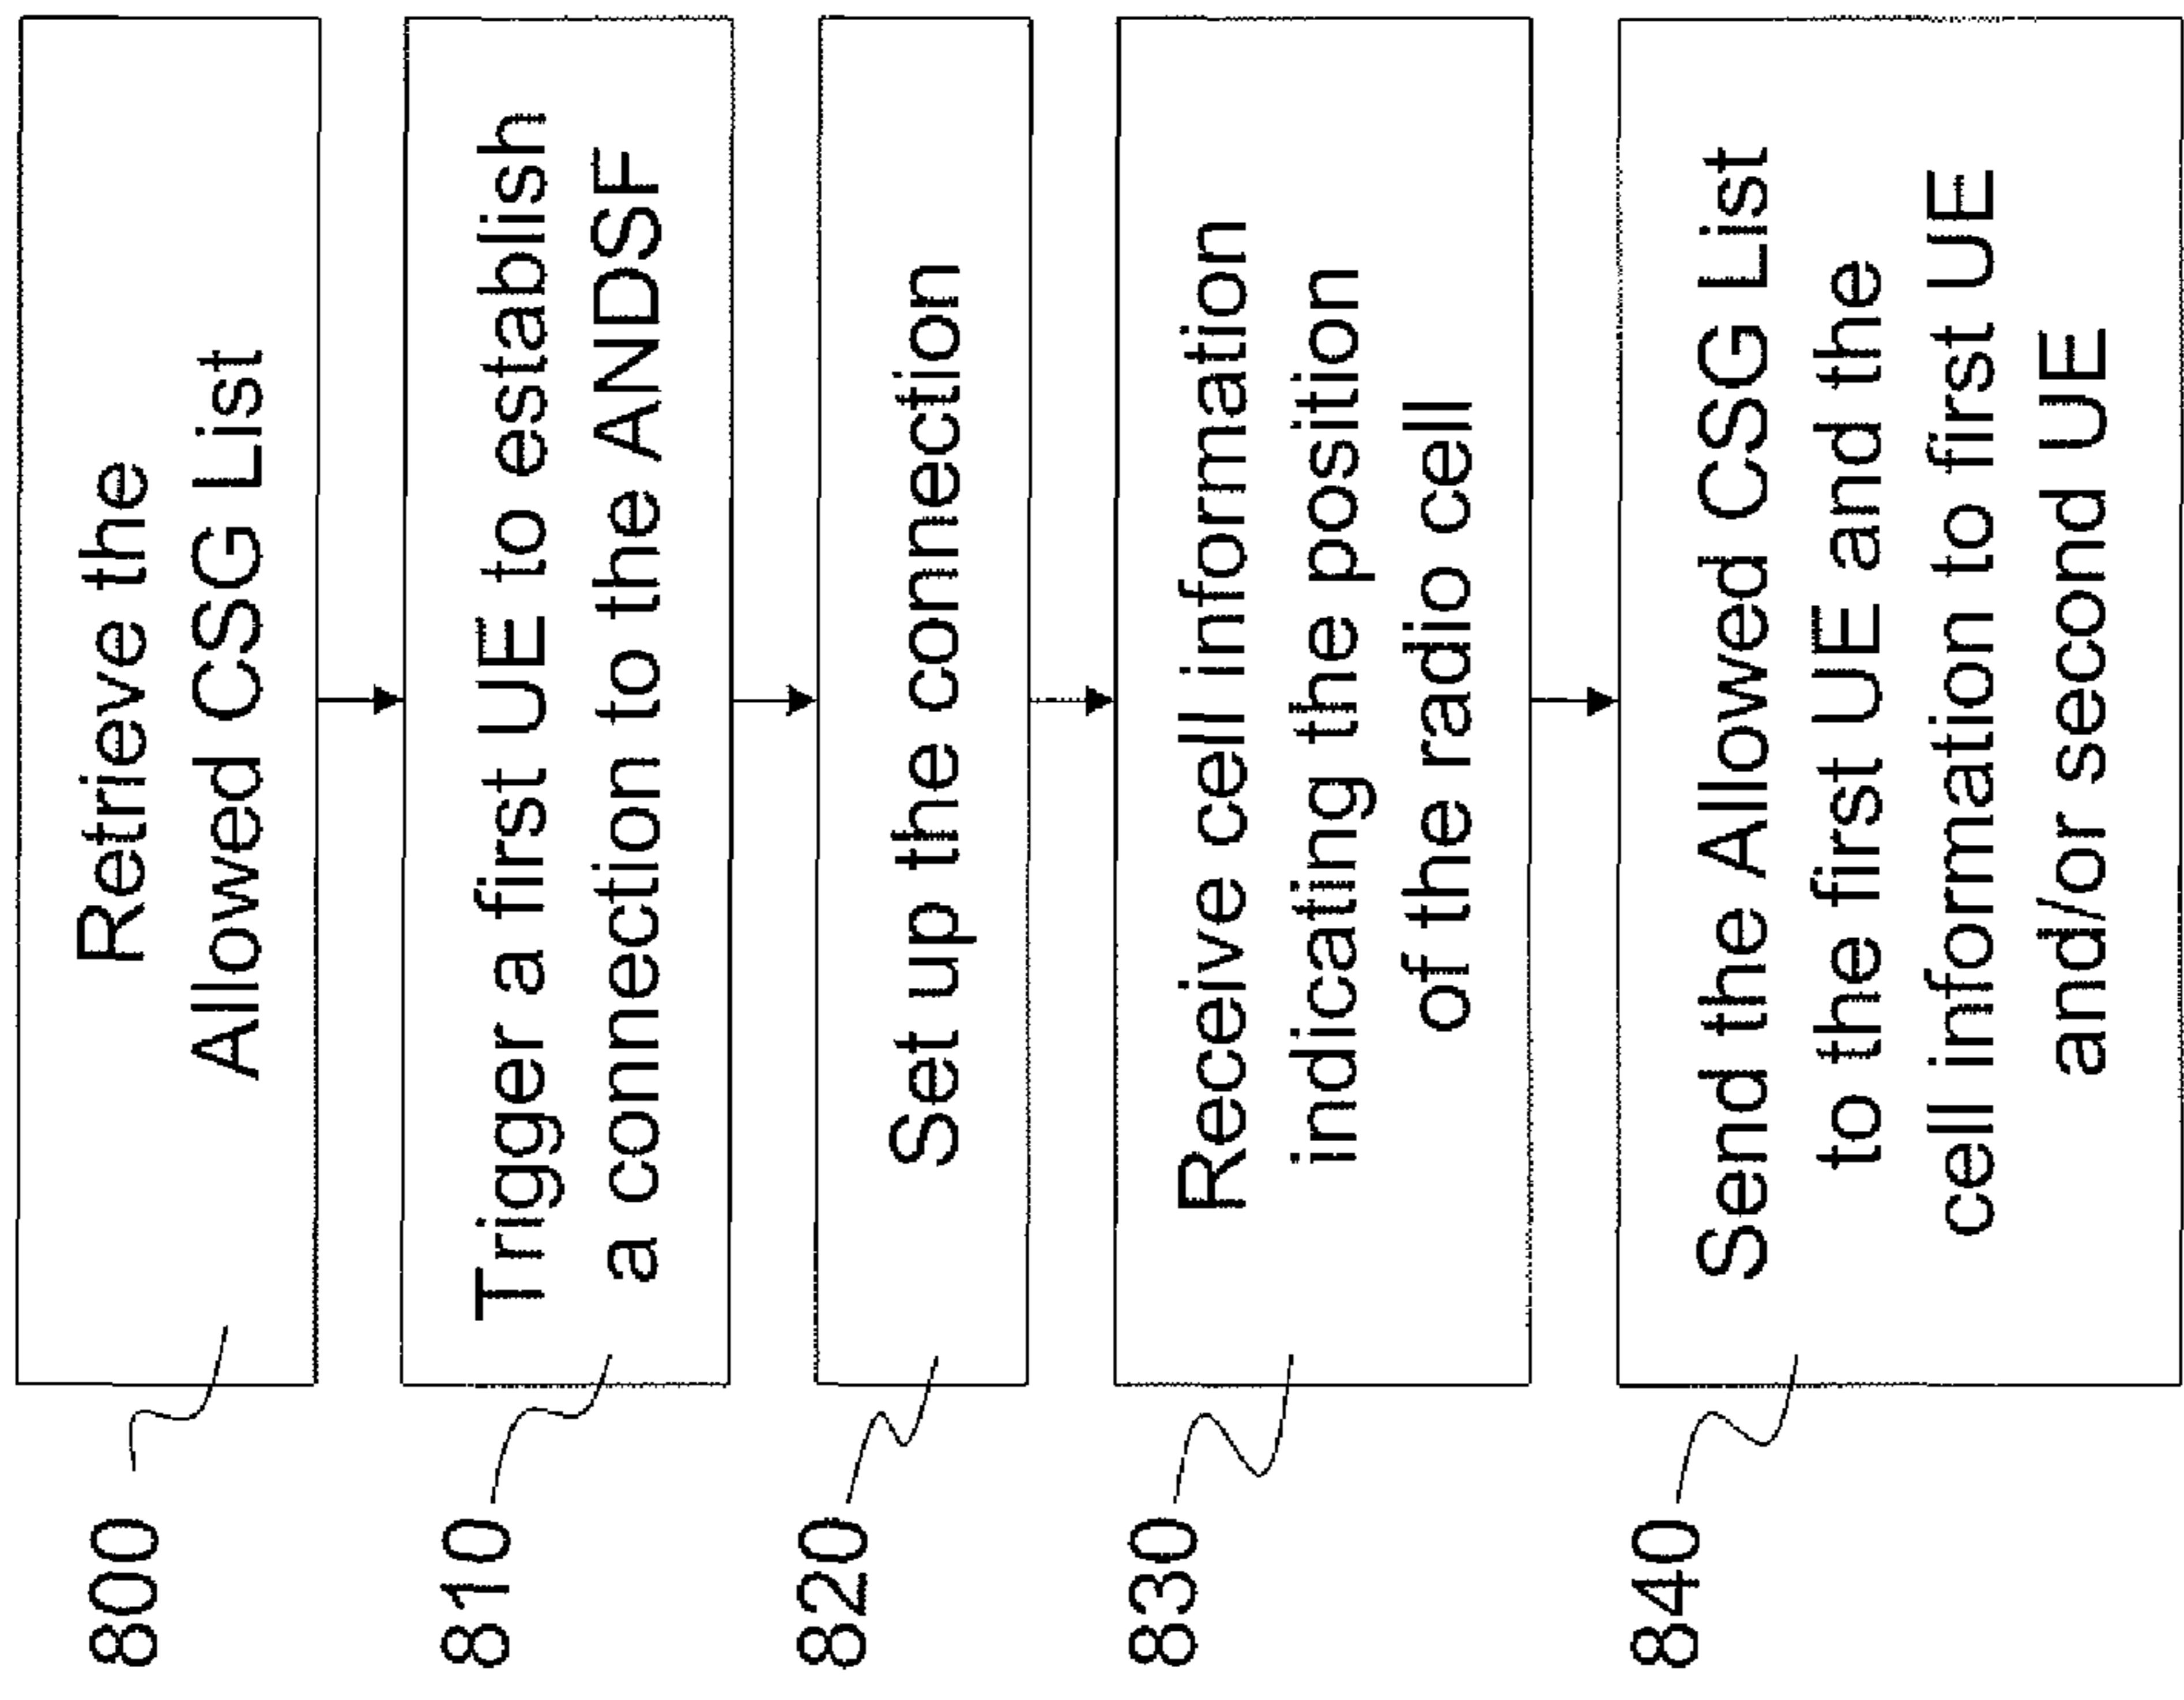 800
Retrieve the
Allowed CSG List
810
Trigger a first UE to establish
a connection to the ANDSF
820
Set up the connection
830
Receive cell information
indicating the position
of the radio cell
840
Send the Allowed CSG List
to the first UE and the
cell information to first UE
and/or second UE